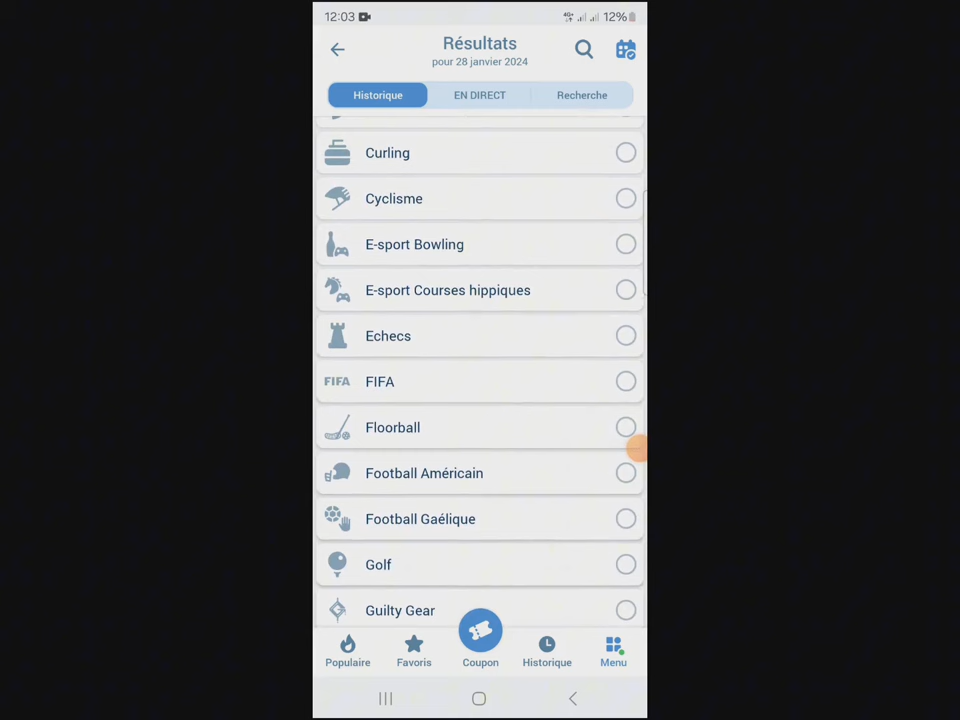 12:03 4G+ 12%
Résultats
pour 28 janvier 2024
Historique EN DIRECT Recherche
Curling
Cyclisme
E-sport Bowling
E-sport Courses hippiques
Echecs
FIFA FIFA
Floorball
Football Américain
Football Gaélique
Golf
Guilty Gear
Populaire Favoris Coupon Historique Menu